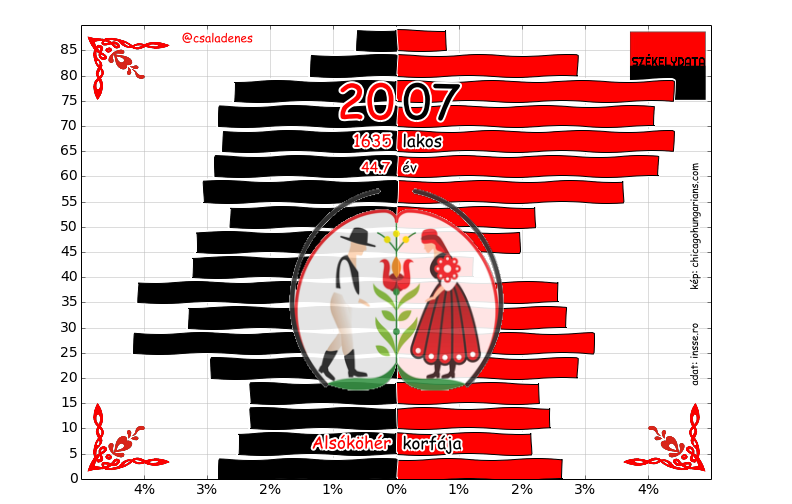 @csaladenes
SZÉKELYDATA
2007
1635 lakos
44.7 év
kép: chicagohungarians.com
adat: insse.ro
Alsóköhér korfája
85
80
75
70
65
60
55
50
45
40
35
30
25
20
15
10
5
0
4% 3% 2% 1% 0% 1% 2% 3% 4%